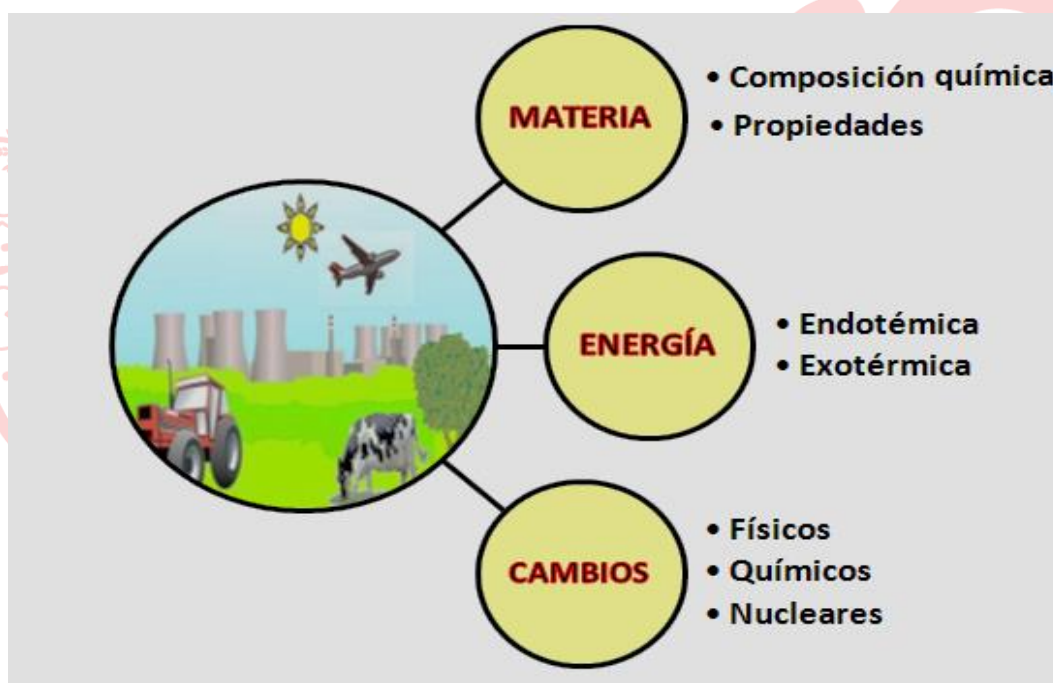 MATERIA
• Composición química
• Propiedades
ENERGÍA
• Endotémica
• Exotérmica
CAMBIOS
• Físicos
• Químicos
• Nucleares